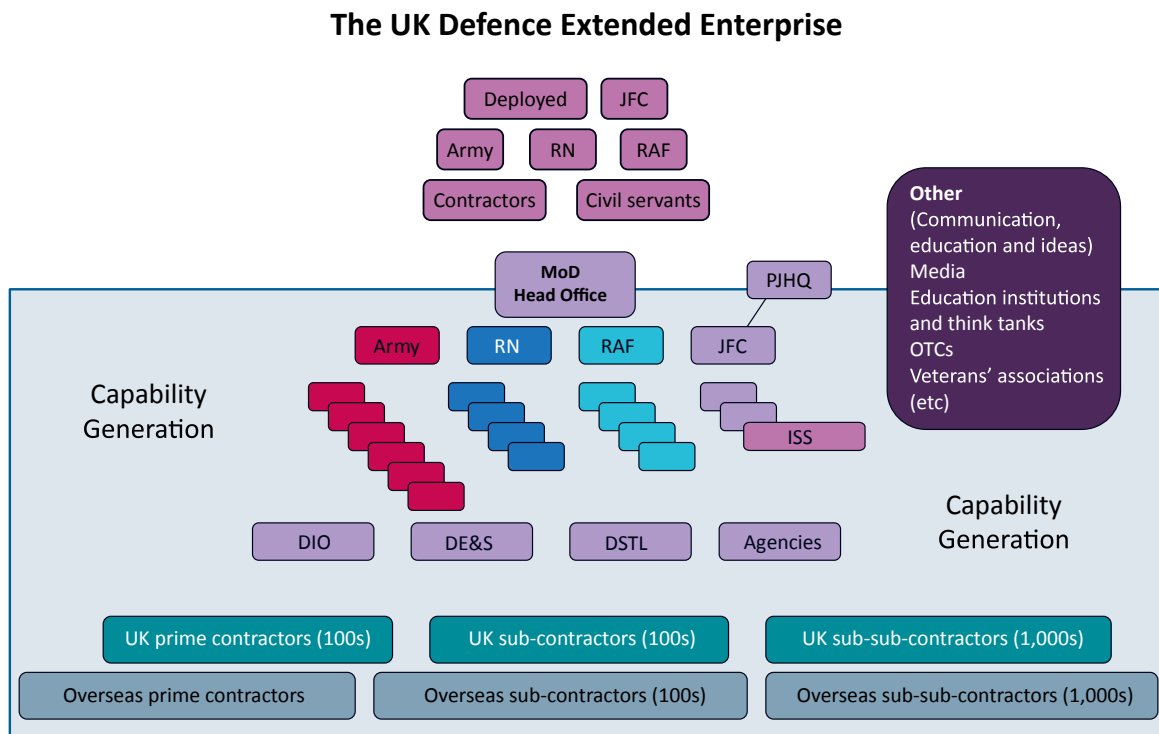 The UK Defence Extended Enterprise
Deployed
JFC
Army
RN
RAF
Contractors
Civil servants
Other
(Communication,
education and ideas)
Media
Education institutions
and think tanks
OTCs
Veterans’ associations
(etc)
MoD
Head Office
PJHQ
Army
RN
RAF
JFC
Capability
Generation
ISS
Capability
Generation
DIO
DE&S
DSTL
Agencies
UK prime contractors (100s)
UK sub-contractors (100s)
UK sub-sub-contractors (1,000s)
Overseas prime contractors
Overseas sub-contractors (100s)
Overseas sub-sub-contractors (1,000s)